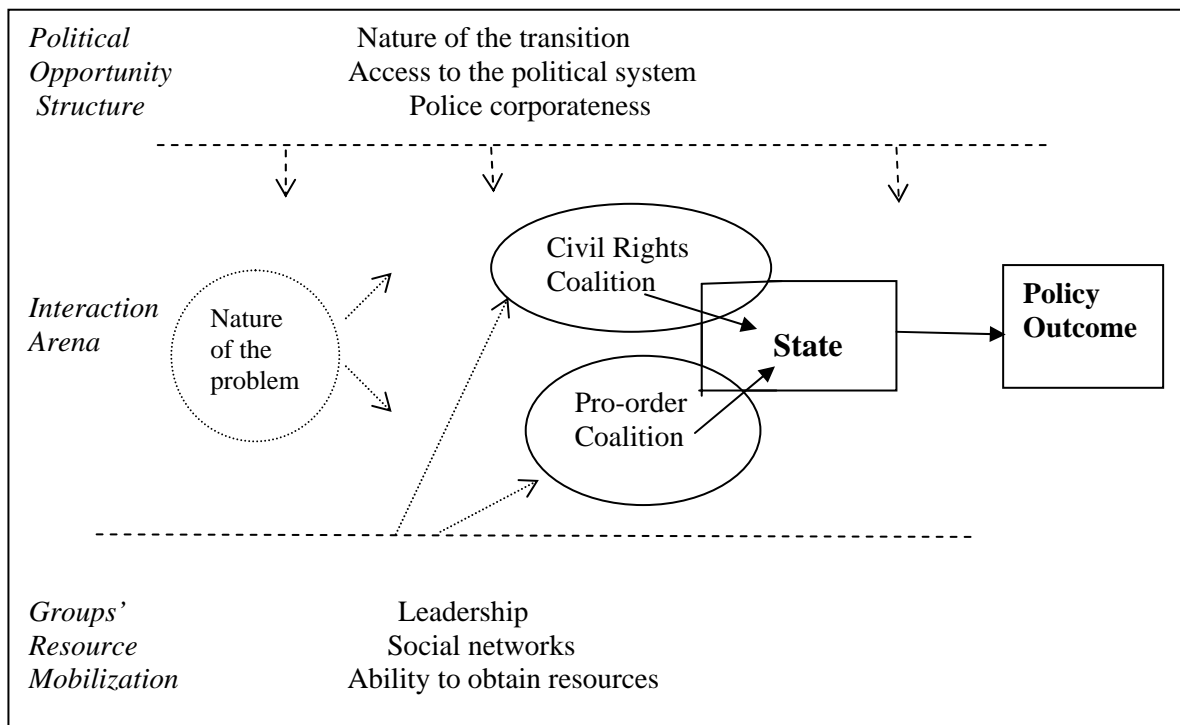 Political
Opportunity
Structure
Nature of the transition
Access to the political system
Police corporateness
Interaction
Arena
Nature
of the
problem
Civil Rights
Coalition
Pro-order
Coalition
State
Policy
Outcome
Groups’
Resource
Mobilization
Leadership
Social networks
Ability to obtain resources